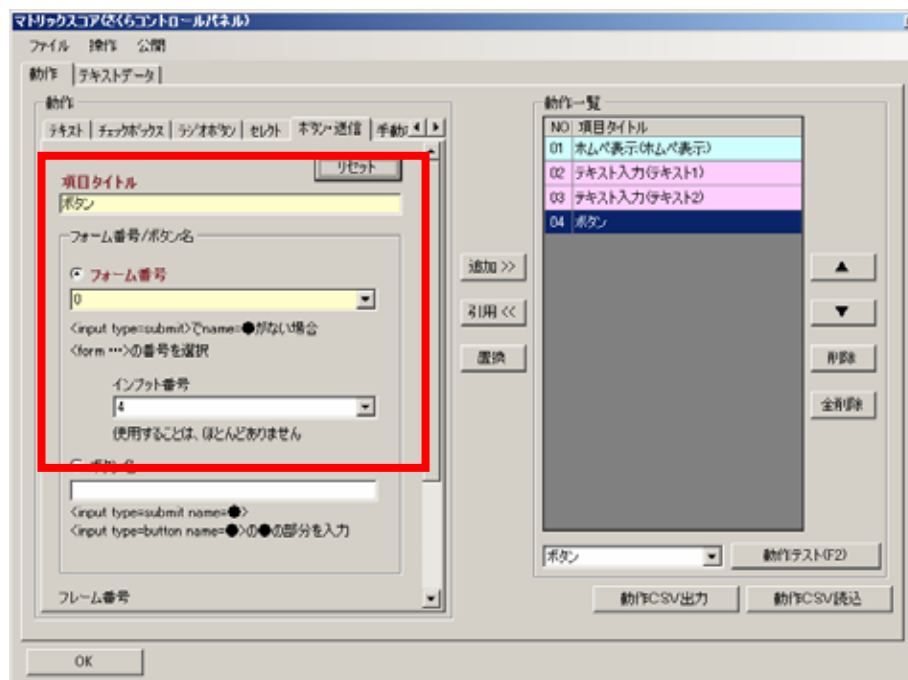 マトリックスコア(さくらコントロールパネル)
ファイル 操作 公開
動作 テキストデータ
動作
テキスト チェックボックス ラジオボタン セレクト ボタン・送信 手動
リセット
項目タイトル
ボタン
フォーム番号/ボタン名
フォーム番号
0
<input type=submit>でname=●がない場合
<form …>の番号を選択
インプット番号
4
使用することは、ほとんどありません
ボタン名
<input type=submit name=●>
<input type=button name=●>の●の部分を入力
フレーム番号
追加 >>
引用 <<
置換
動作一覧
NO 項目タイトル
01 ホムペ表示(ホムペ表示)
02 テキスト入力(テキスト1)
03 テキスト入力(テキスト2)
04 ボタン
▲
▼
削除
全削除
ボタン
動作テスト(F2)
動作CSV出力
動作CSV読込
OK